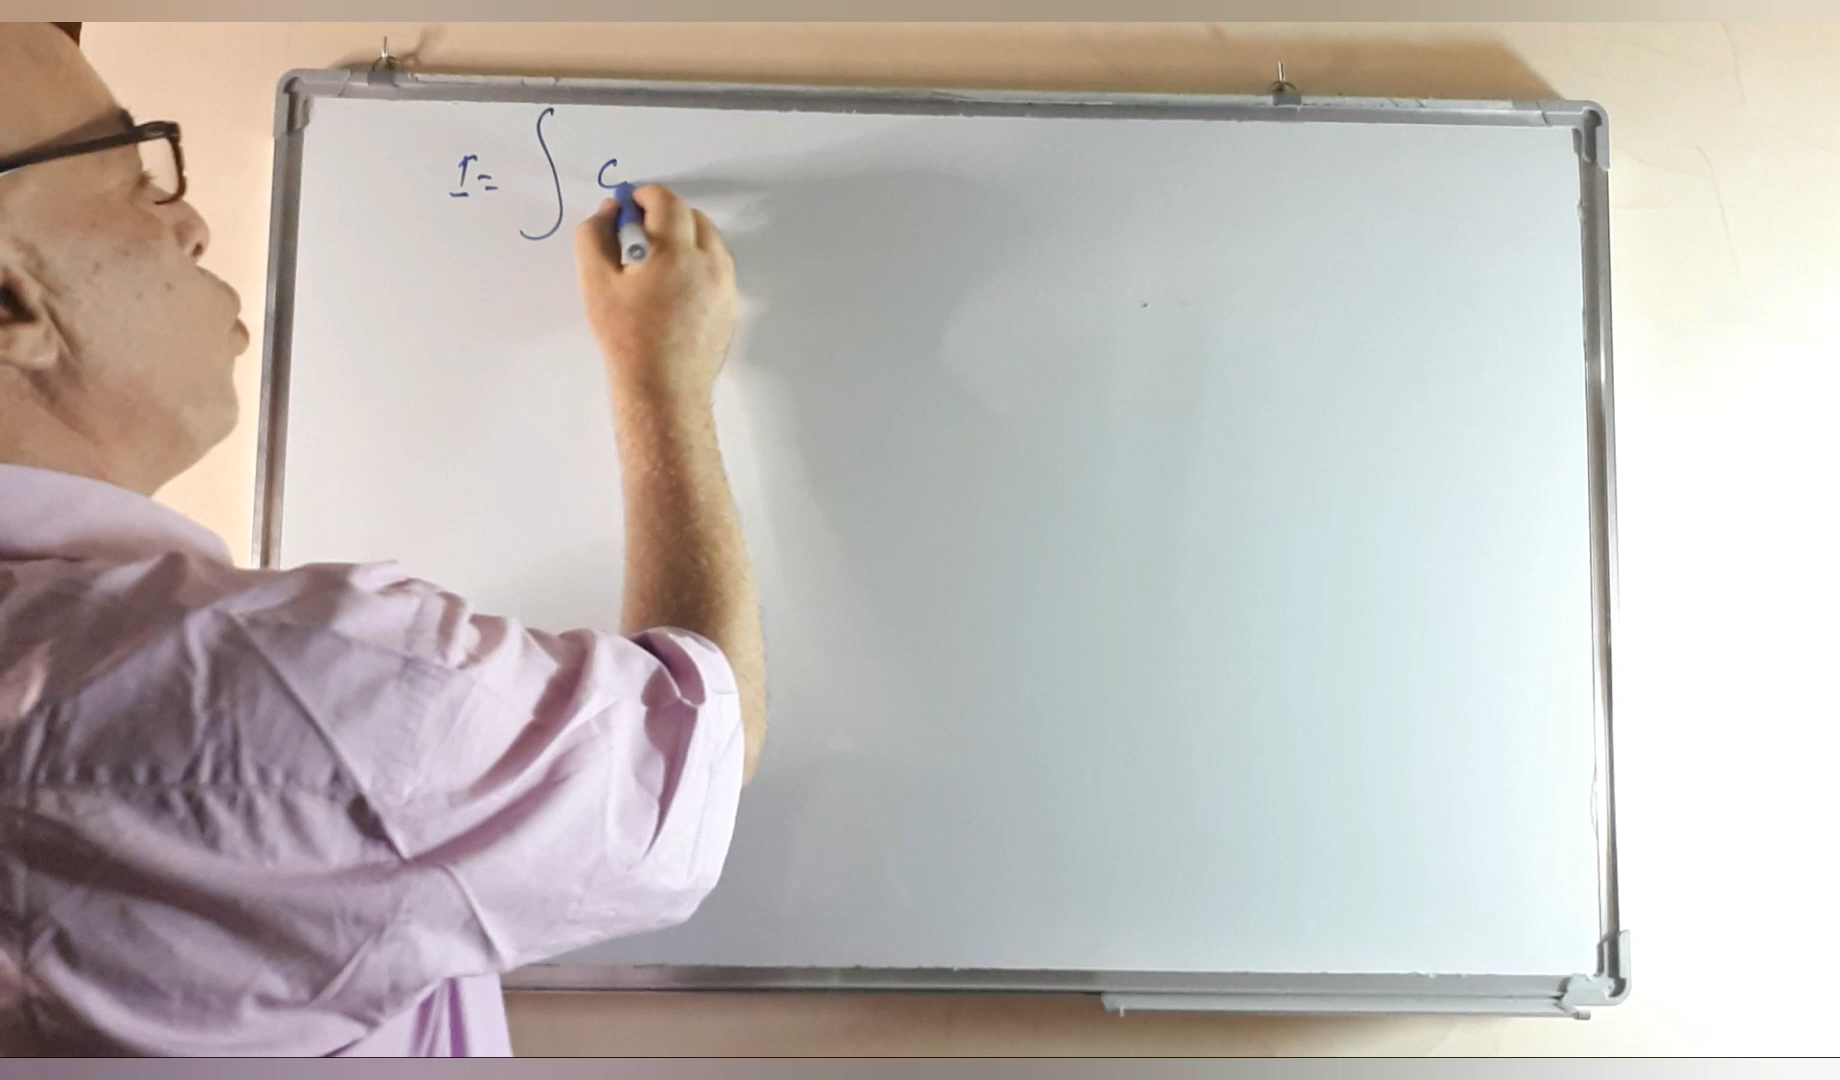 I = ∫ c